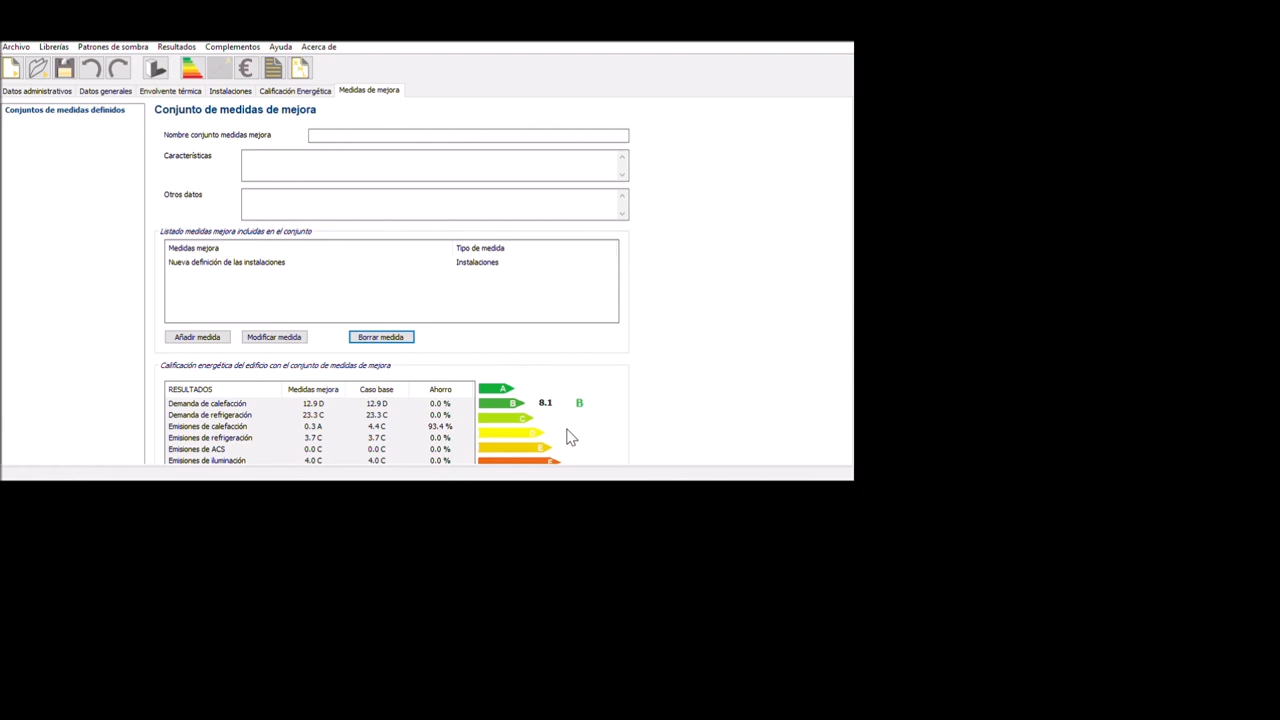 Archivo Librerías Patrones de sombra Resultados Complementos Ayuda Acerca de
Datos administrativos Datos generales Envolvente térmica Instalaciones Calificación Energética Medidas de mejora
Conjuntos de medidas definidos
Conjunto de medidas de mejora
Nombre conjunto medidas mejora
Características
Otros datos
Listado medidas mejora incluidas en el conjunto
Medidas mejora Tipo de medida
Nueva definición de las instalaciones Instalaciones
Añadir medida Modificar medida Borrar medida
Calificación energética del edificio con el conjunto de medidas de mejora
RESULTADOS Medidas mejora Caso base Ahorro A
Demanda de calefacción 12.9 D 12.9 D 0.0 % B 8.1 B
Demanda de refrigeración 23.3 C 23.3 C 0.0 % C
Emisiones de calefacción 0.3 A 4.4 C 93.4 % D
Emisiones de refrigeración 3.7 C 3.7 C 0.0 %
Emisiones de ACS 0.0 C 0.0 C 0.0 % E
Emisiones de iluminación 4.0 C 4.0 C 0.0 %